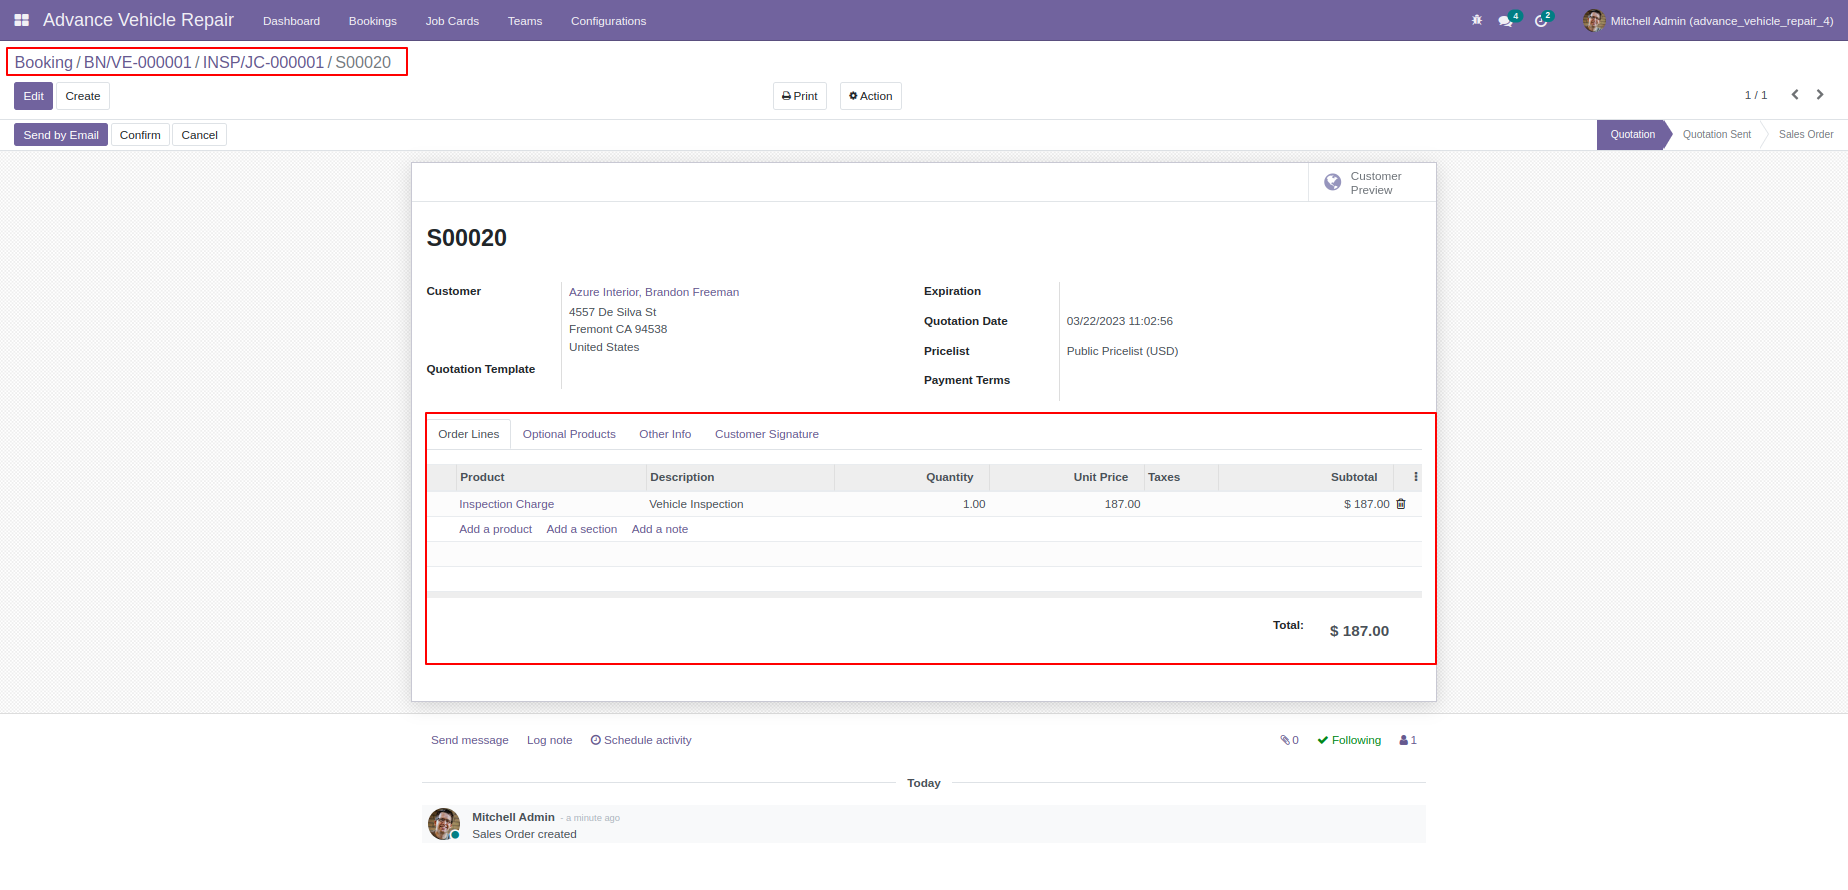 Advance Vehicle Repair Dashboard Bookings Job Cards Teams Configurations 4 2 Mitchell Admin (advance_vehicle_repair_4)
Booking / BN/VE-000001 / INSP/JC-000001 / S00020
Edit Create Print Action 1 / 1
Send by Email Confirm Cancel Quotation Quotation Sent Sales Order
Customer
Preview
S00020
Customer Azure Interior, Brandon Freeman Expiration
4557 De Silva St
Quotation Date 03/22/2023 11:02:56
Fremont CA 94538
United States Pricelist Public Pricelist (USD)
Quotation Template
Payment Terms
Order Lines Optional Products Other Info Customer Signature
Product Description Quantity Unit Price Taxes Subtotal
Inspection Charge Vehicle Inspection 1.00 187.00 $ 187.00
Add a product Add a section Add a note
Total: $ 187.00
Send message Log note Schedule activity 0 Following 1
Today
Mitchell Admin - a minute ago
Sales Order created